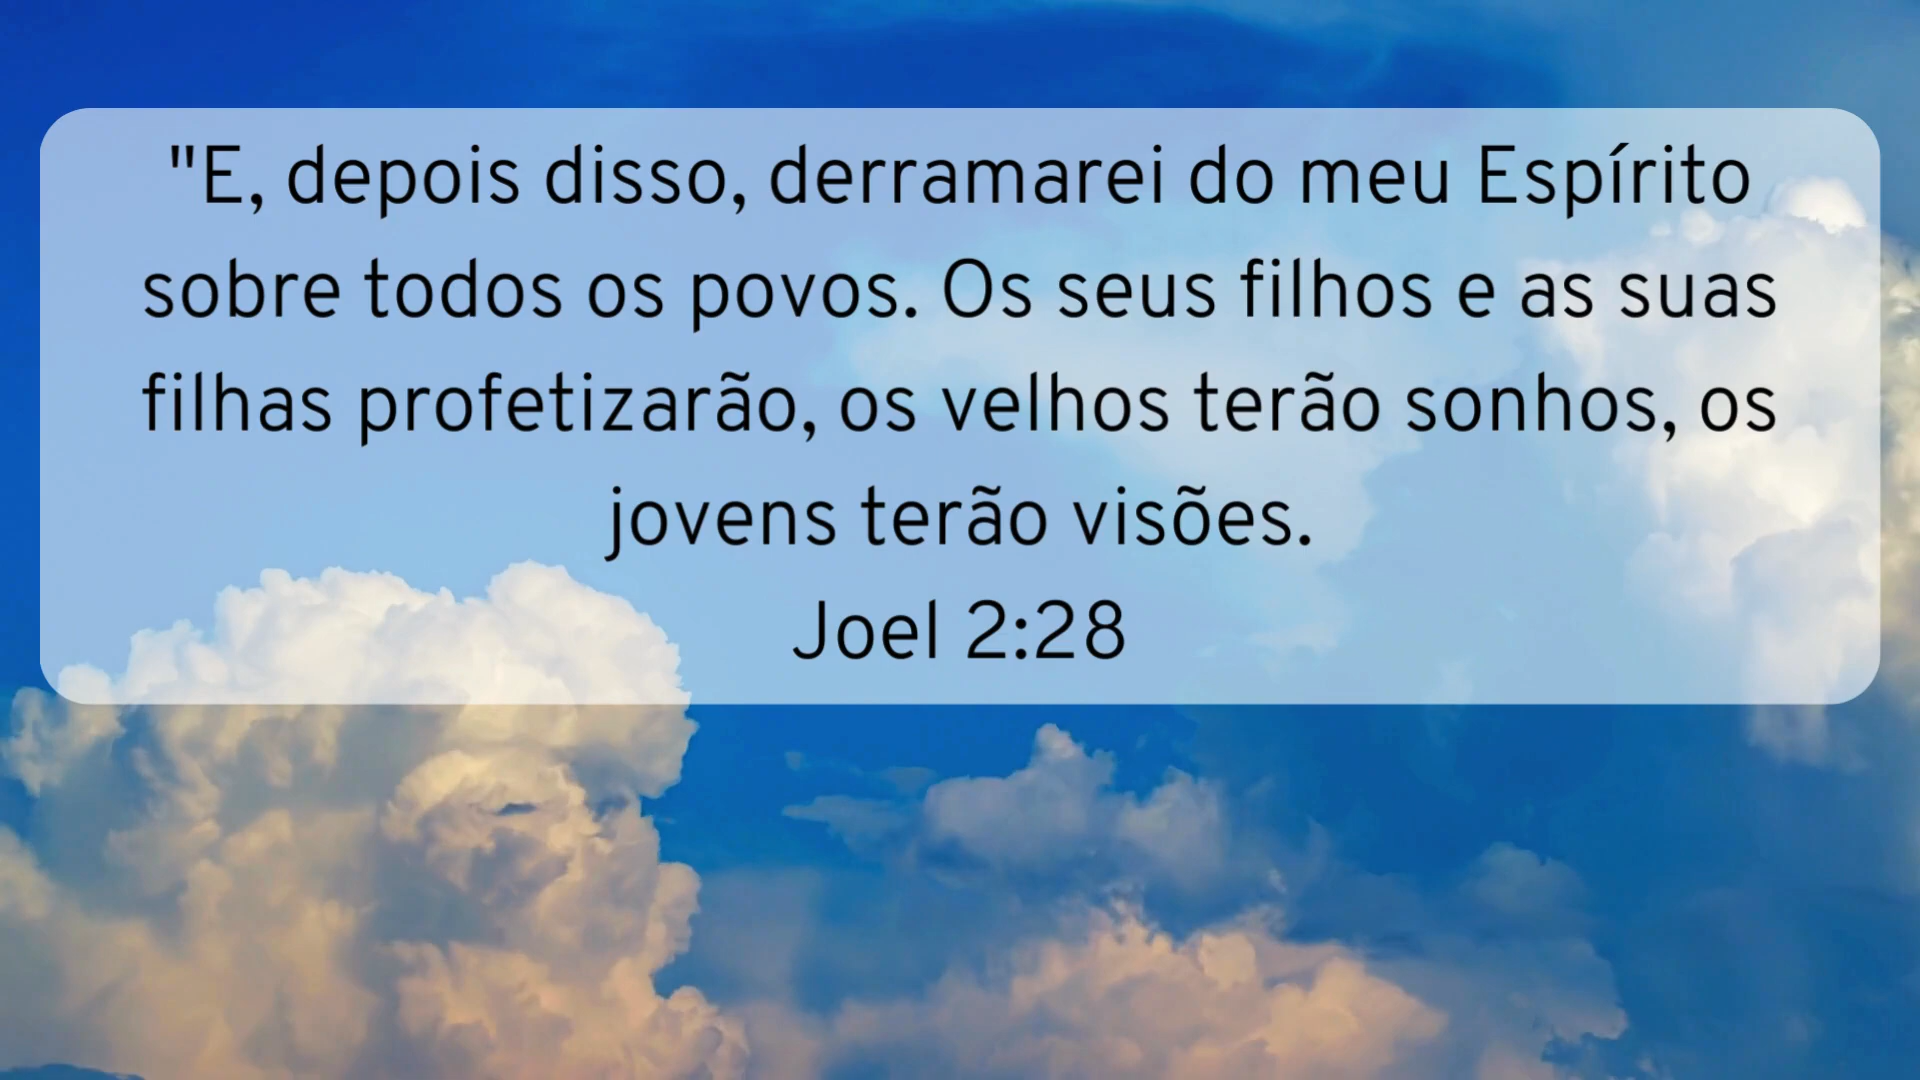 "E, depois disso, derramarei do meu Espírito
sobre todos os povos. Os seus filhos e as suas
filhas profetizarão, os velhos terão sonhos, os
jovens terão visões.
Joel 2:28